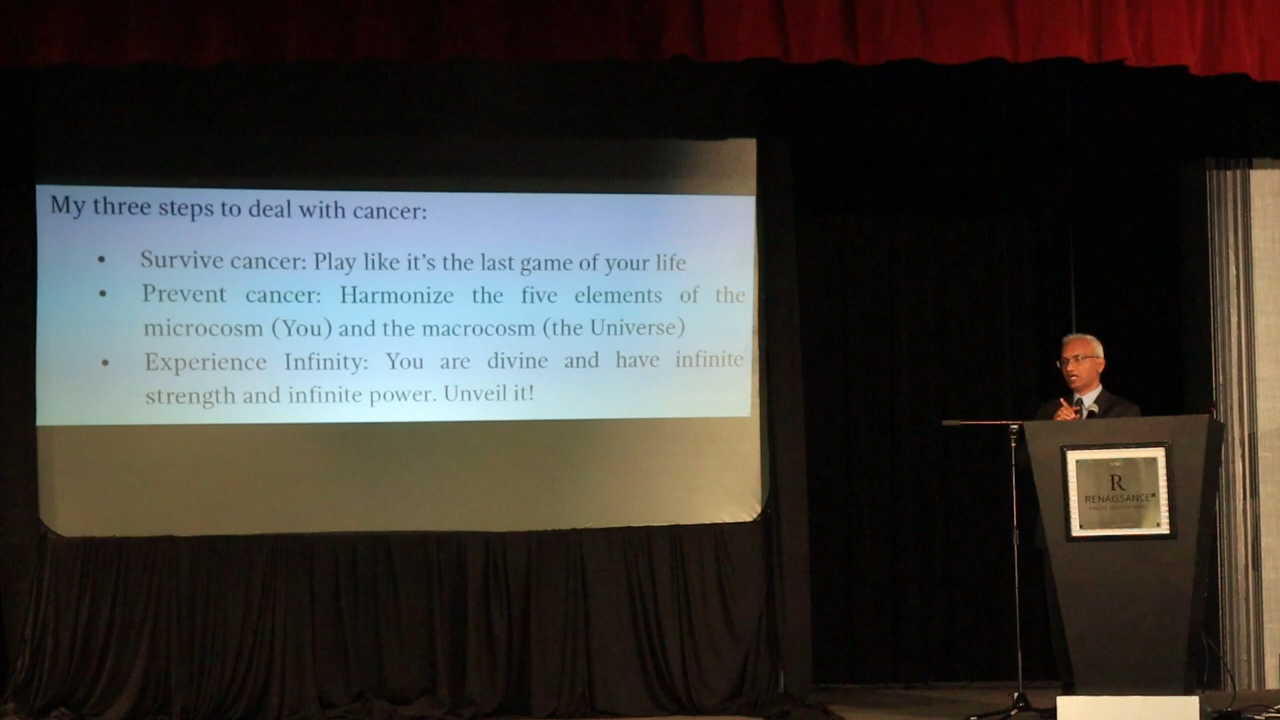 My three steps to deal with cancer:
• Survive cancer: Play like it's the last game of your life
• Prevent cancer: Harmonize the five elements of the
microcosm (You) and the macrocosm (the Universe)
• Experience Infinity: You are divine and have infinite
strength and infinite power. Unveil it!
R
RENAISSANCE